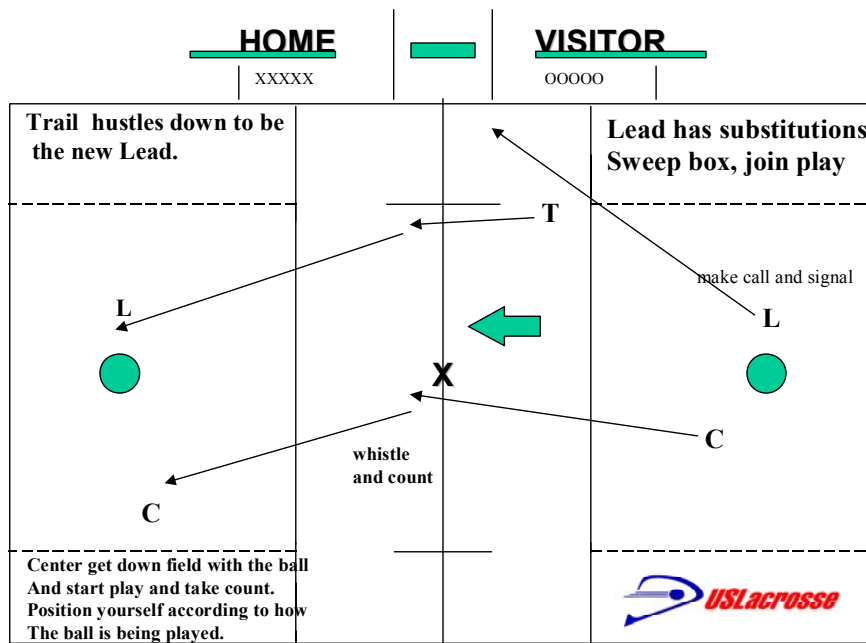 HOME VISITOR
XXXXX OOOOO
Trail hustles down to be
the new Lead.
Lead has substitutions
Sweep box, join play
T
make call and signal
L
L
X
C
whistle
and count
C
Center get down field with the ball
And start play and take count.
Position yourself according to how
The ball is being played.
USLacrosse